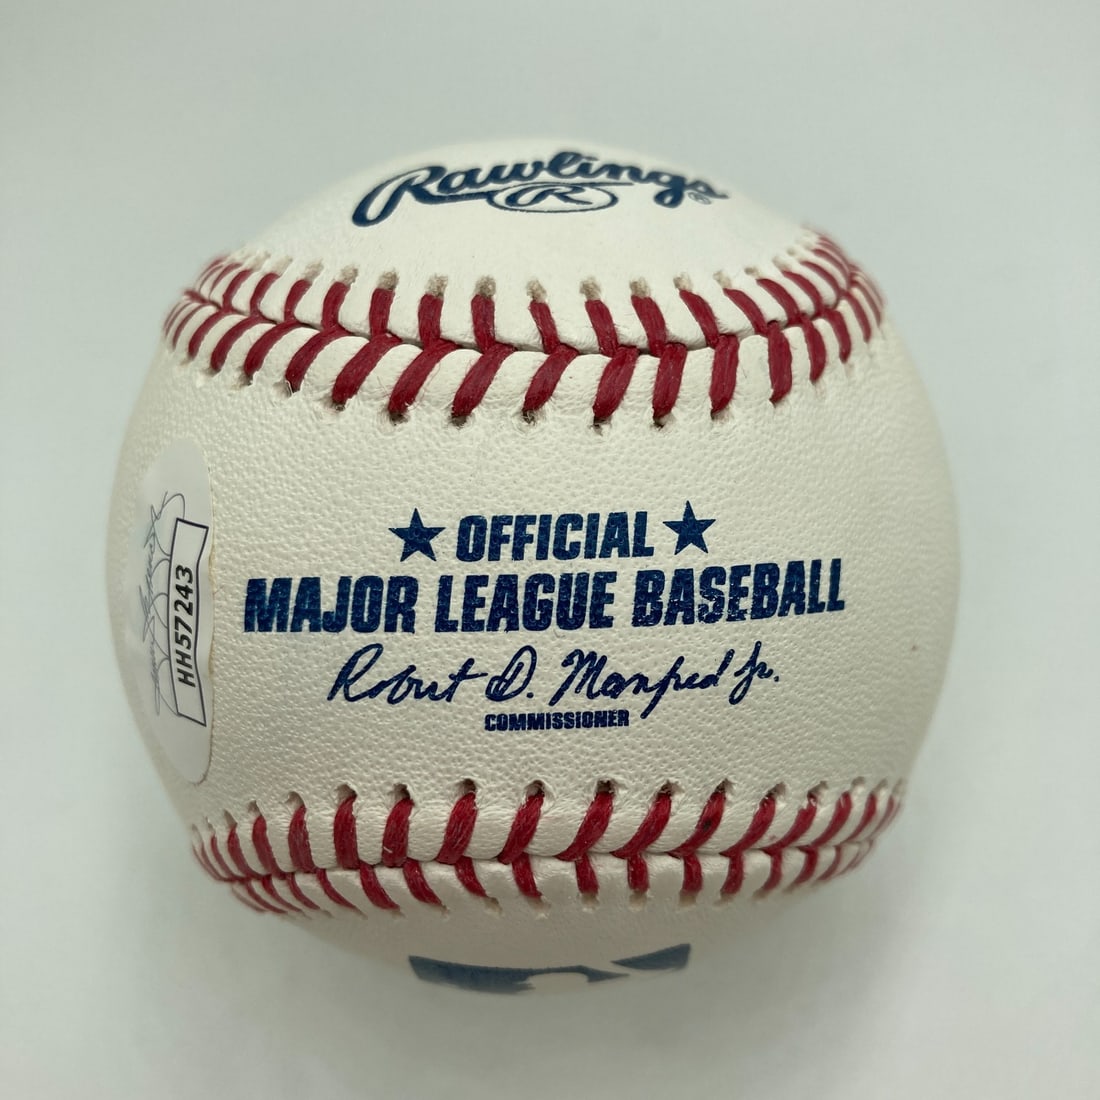 Rawlings®
R
★ OFFICIAL ★
MAJOR LEAGUE BASEBALL
Robert D. Manfred Jr.
COMMISSIONER
HH57243